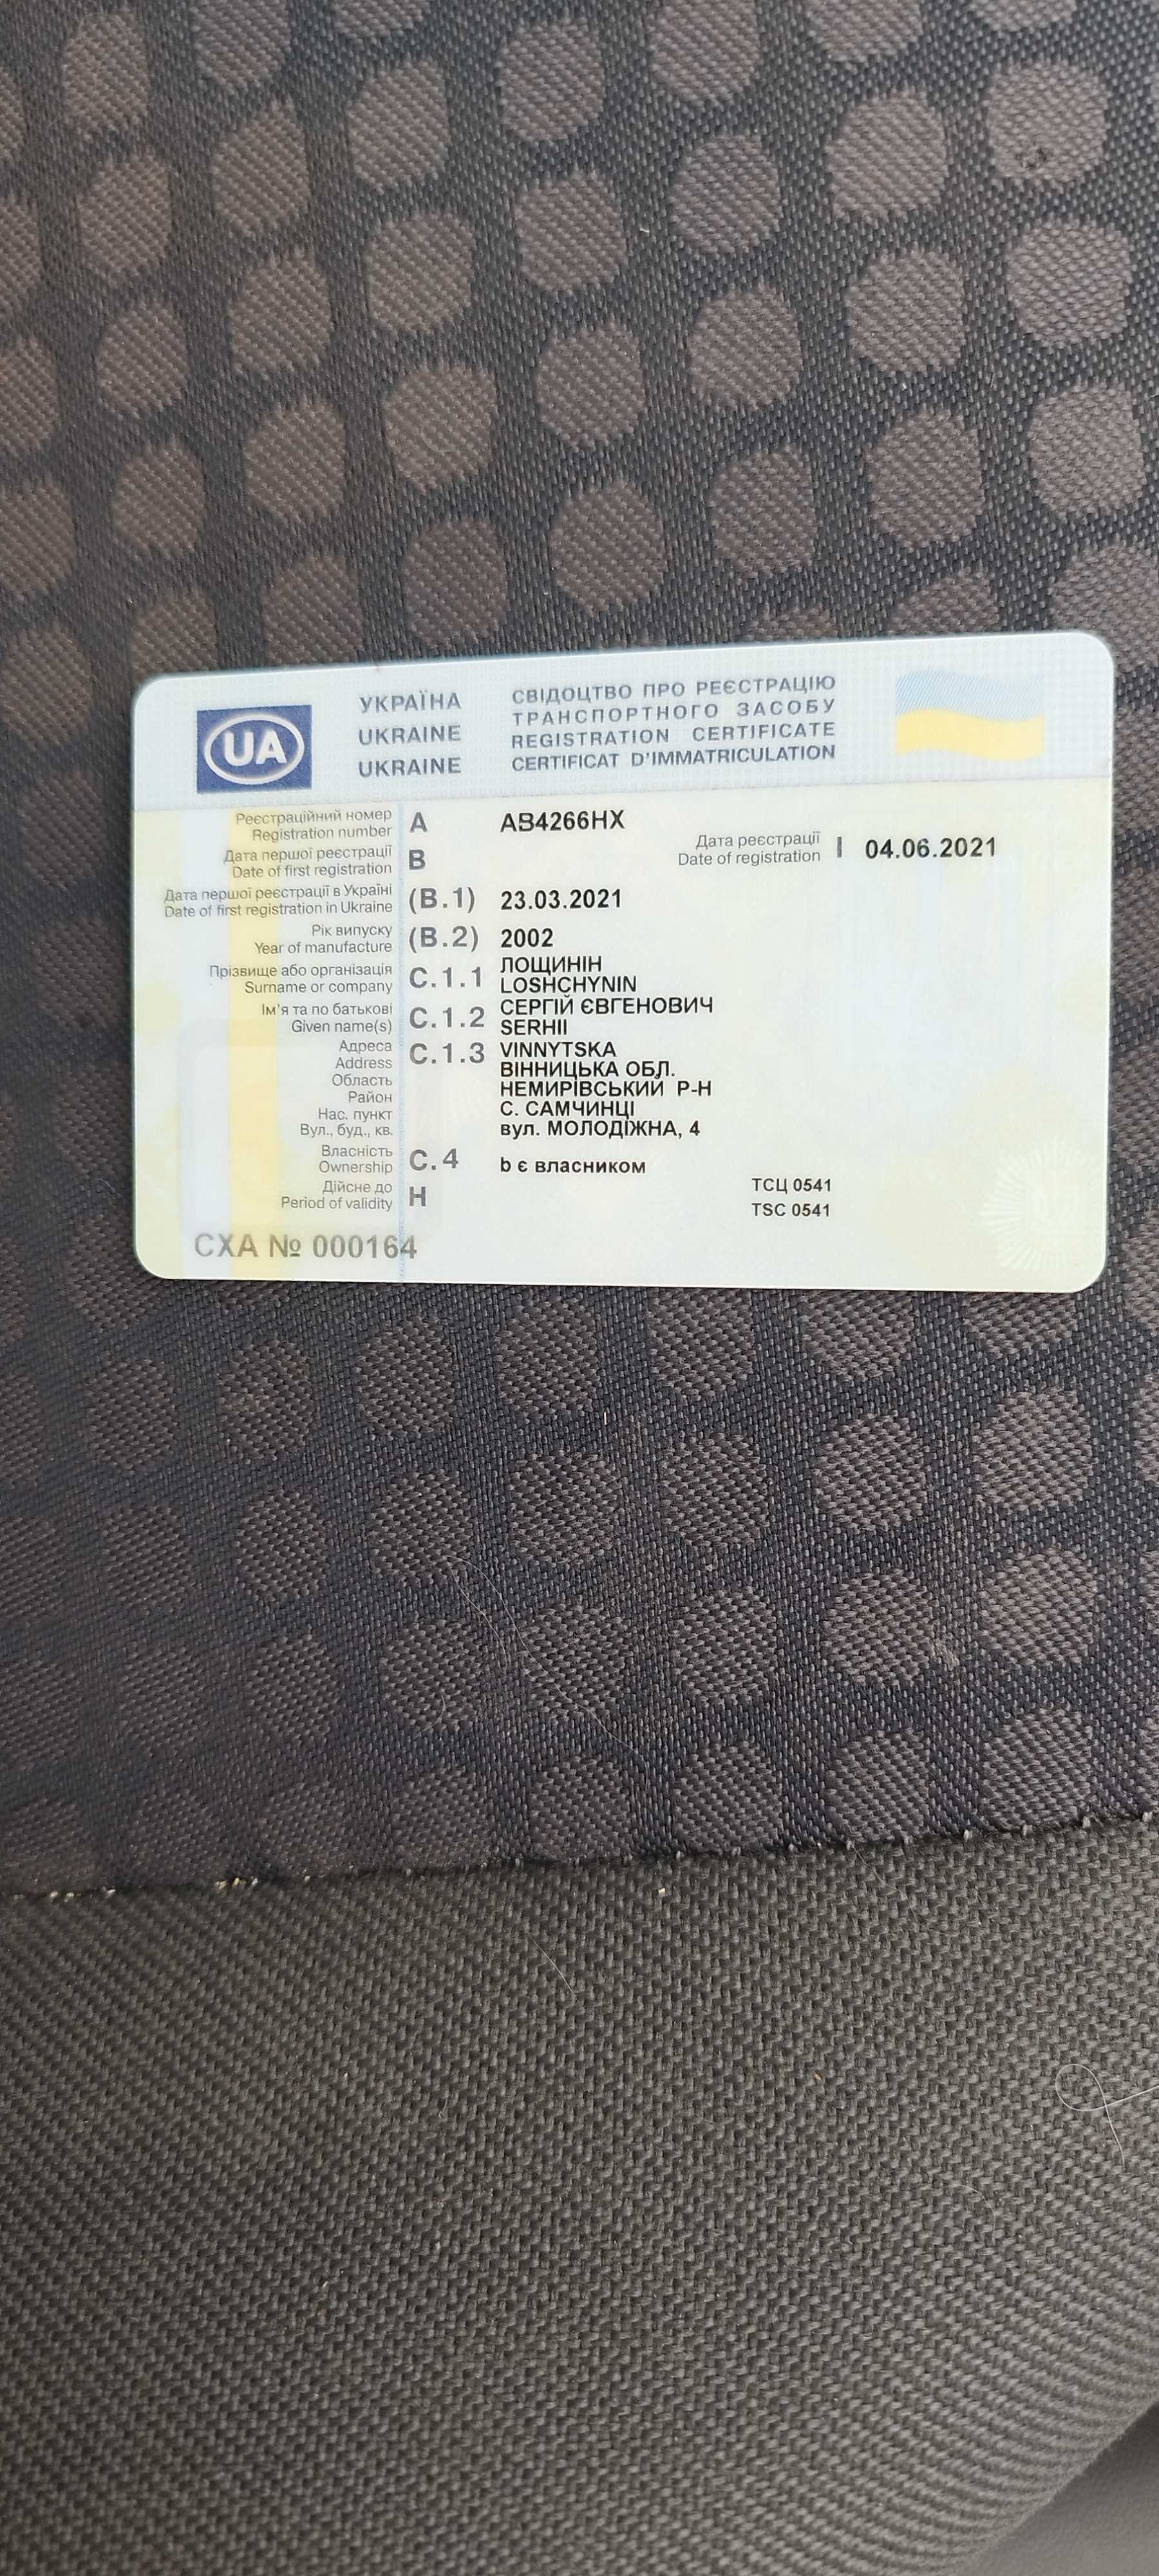 UA
УКРАЇНА
UKRAINE
UKRAINE
СВІДОЦТВО ПРО РЕЄСТРАЦІЮ
ТРАНСПОРТНОГО ЗАСОБУ
REGISTRATION CERTIFICATE
CERTIFICAT D'IMMATRICULATION
Реєстраційний номер
Registration number
A
AB4266HX
Дата реєстрації
Date of registration
I
04.06.2021
Дата першої реєстрації
Date of first registration
B
Дата першої реєстрації в Україні
Date of first registration in Ukraine
(B.1)
23.03.2021
Рік випуску
Year of manufacture
(B.2)
2002
Прізвище або організація
Surname or company
C.1.1
ЛОЩИНІН
LOSHCHYNIN
Ім'я та по батькові
Given name(s)
C.1.2
СЕРГІЙ ЄВГЕНОВИЧ
SERHII
Адреса
Address
Область
Район
Нас. пункт
Вул., буд., кв.
C.1.3
VINNYTSKA
ВІННИЦЬКА ОБЛ.
НЕМИРІВСЬКИЙ Р-Н
С. САМЧИНЦІ
вул. МОЛОДІЖНА, 4
Власність
Ownership
C.4
b є власником
Дійсне до
Period of validity
H
ТСЦ 0541
TSC 0541
СХА № 000164